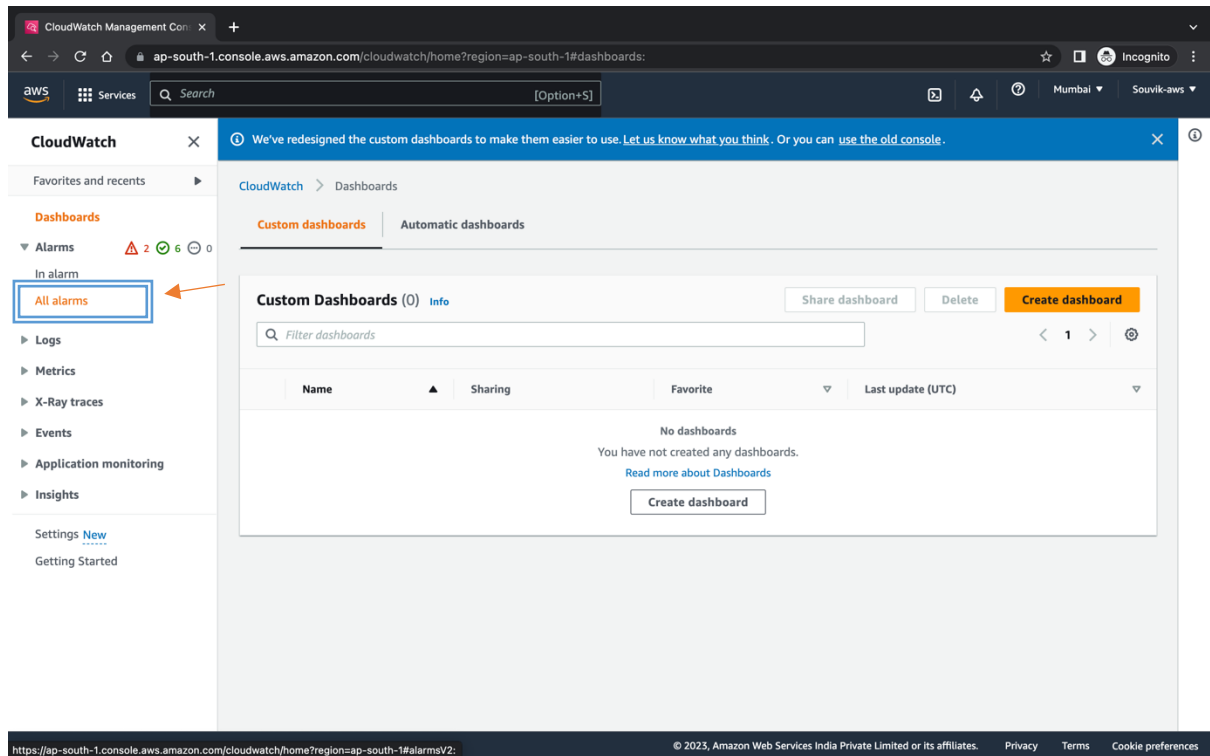 CloudWatch Management Con
ap-south-1.console.aws.amazon.com/cloudwatch/home?region=ap-south-1#dashboards:
Incognito
aws
Services
Search
[Option+S]
Mumbai
Souvik-aws
CloudWatch
We've redesigned the custom dashboards to make them easier to use. Let us know what you think. Or you can use the old console.
Favorites and recents
CloudWatch > Dashboards
Dashboards
Custom dashboards
Automatic dashboards
Alarms 2 6 0
In alarm
All alarms
Custom Dashboards (0) Info
Share dashboard
Delete
Create dashboard
Filter dashboards
< 1 >
Logs
Metrics
X-Ray traces
Events
Application monitoring
Insights
Settings New
Getting Started
Name
Sharing
Favorite
Last update (UTC)
No dashboards
You have not created any dashboards.
Read more about Dashboards
Create dashboard
https://ap-south-1.console.aws.amazon.com/cloudwatch/home?region=ap-south-1#alarmsV2:
© 2023, Amazon Web Services India Private Limited or its affiliates.
Privacy
Terms
Cookie preferences